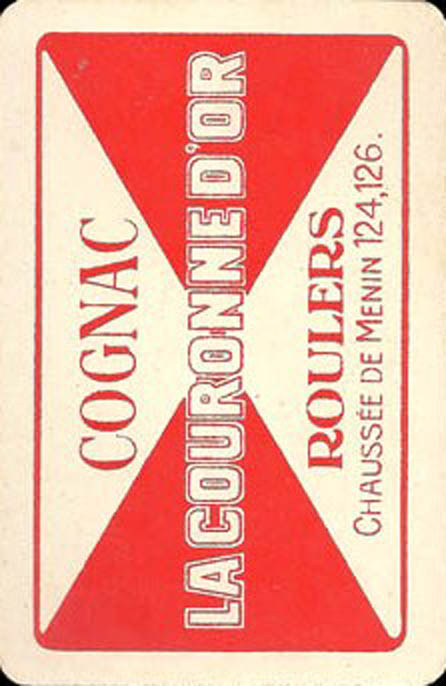 COGNAC
LA COURONNE D'OR
ROULERS
CHAUSSÉE DE MENIN 124,126.